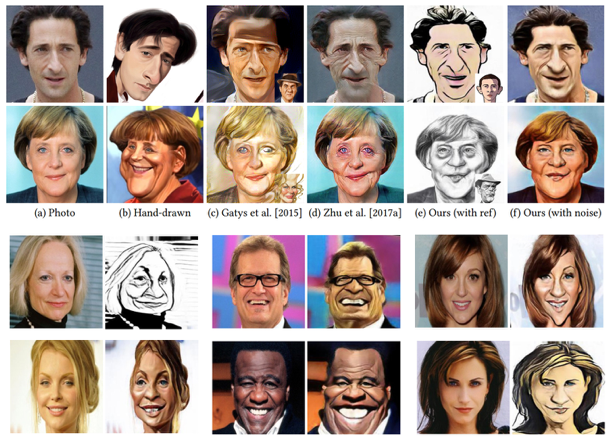 (a) Photo
(b) Hand-drawn
(c) Gatys et al. [2015]
(d) Zhu et al. [2017a]
(e) Ours (with ref)
(f) Ours (with noise)